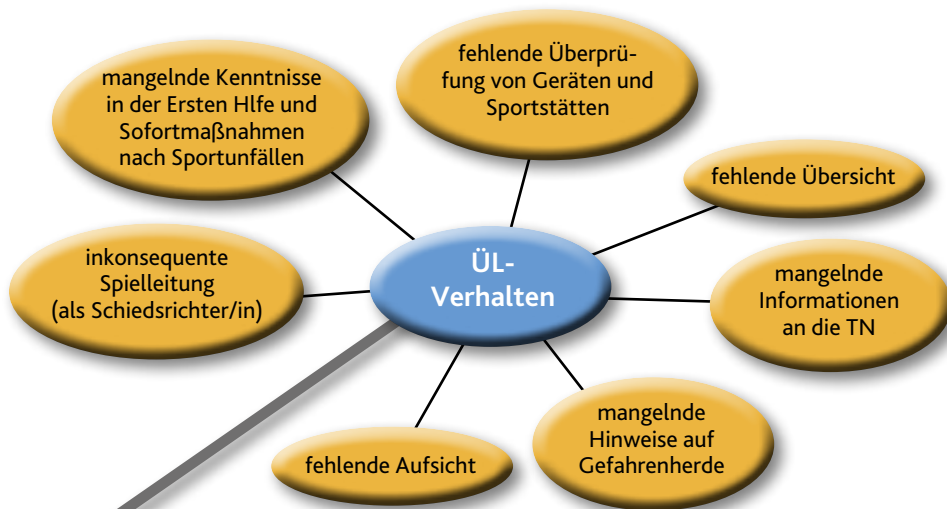 mangelnde Kenntnisse
in der Ersten Hlfe und
Sofortmaßnahmen
nach Sportunfällen
fehlende Überprü-
fung von Geräten und
Sportstätten
fehlende Übersicht
inkonsequente
Spielleitung
(als Schiedsrichter/in)
ÜL-
Verhalten
mangelnde
Informationen
an die TN
fehlende Aufsicht
mangelnde
Hinweise auf
Gefahrenherde